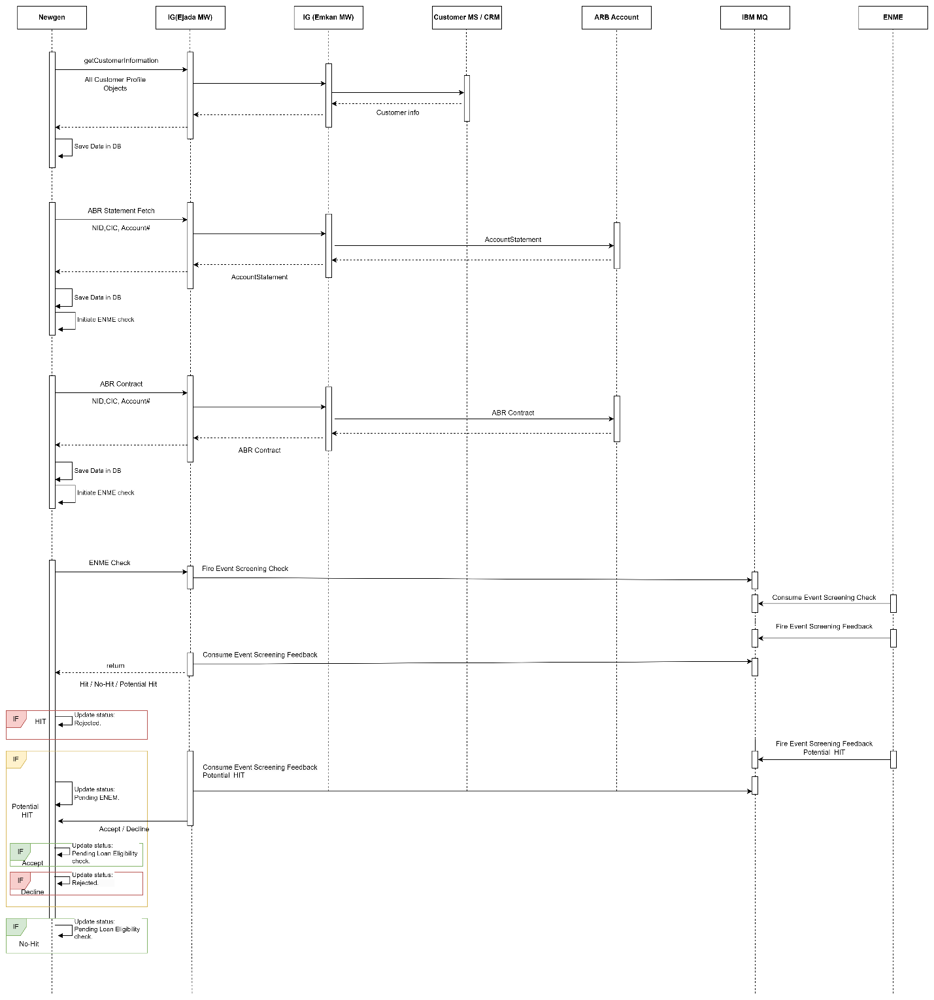 Newgen
IG(Ejada MW)
IG (Emkan MW)
Customer MS / CRM
ARB Account
IBM MQ
ENME
getCustomerInformation
All Customer Profile
Objects
Customer info
Save Data in DB
ABR Statement Fetch
NID,CIC, Account#
AccountStatement
AccountStatement
Save Data in DB
Initiate ENME check
ABR Contract
NID,CIC, Account#
ABR Contract
ABR Contract
Save Data in DB
Initiate ENME check
ENME Check
Fire Event Screening Check
Consume Event Screening Check
Fire Event Screening Feedback
Consume Event Screening Feedback
return
Hit / No-Hit / Potential Hit
IF
HIT
Update status:
Rejected.
Fire Event Screening Feedback
Potential HIT
IF
Consume Event Screening Feedback
Potential HIT
Update status:
Pending ENEM.
Potential
HIT
Accept / Decline
IF
Accept
Update status:
Pending Loan Eligibility
check.
IF
Decline
Update status:
Rejected.
IF
No-Hit
Update status:
Pending Loan Eligibility
check.